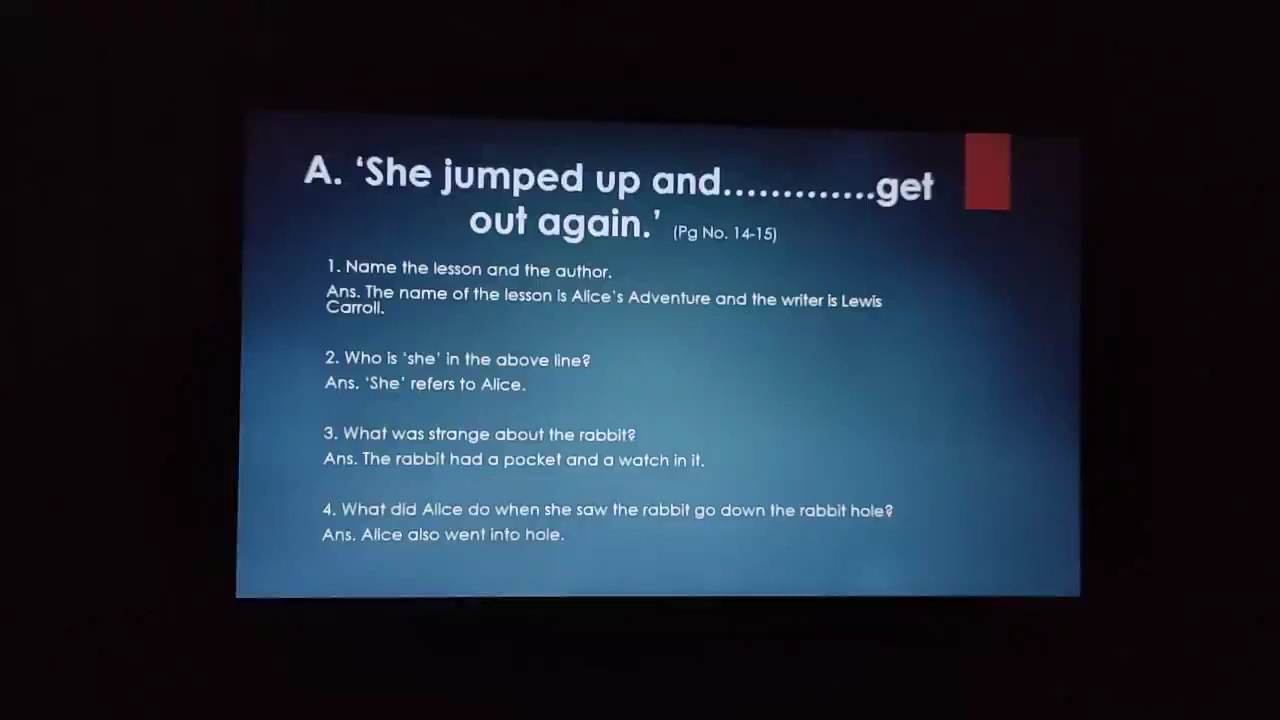 A. ‘She jumped up and.............get
out again.’ (Pg No. 14-15)
1. Name the lesson and the author.
Ans. The name of the lesson is Alice’s Adventure and the writer is Lewis
Carroll.
2. Who is ‘she’ in the above line?
Ans. ‘She’ refers to Alice.
3. What was strange about the rabbit?
Ans. The rabbit had a pocket and a watch in it.
4. What did Alice do when she saw the rabbit go down the rabbit hole?
Ans. Alice also went into hole.